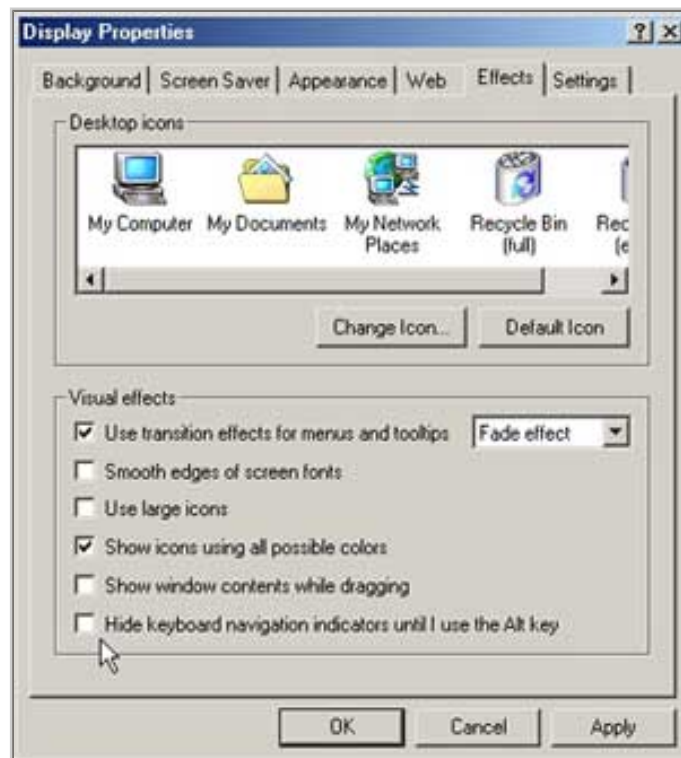 Display Properties
Background Screen Saver Appearance Web Effects Settings
Desktop icons
My Computer My Documents My Network Places Recycle Bin (full) Rec (e
Change Icon... Default Icon
Visual effects
Use transition effects for menus and tooltips Fade effect
Smooth edges of screen fonts
Use large icons
Show icons using all possible colors
Show window contents while dragging
Hide keyboard navigation indicators until I use the Alt key
OK Cancel Apply